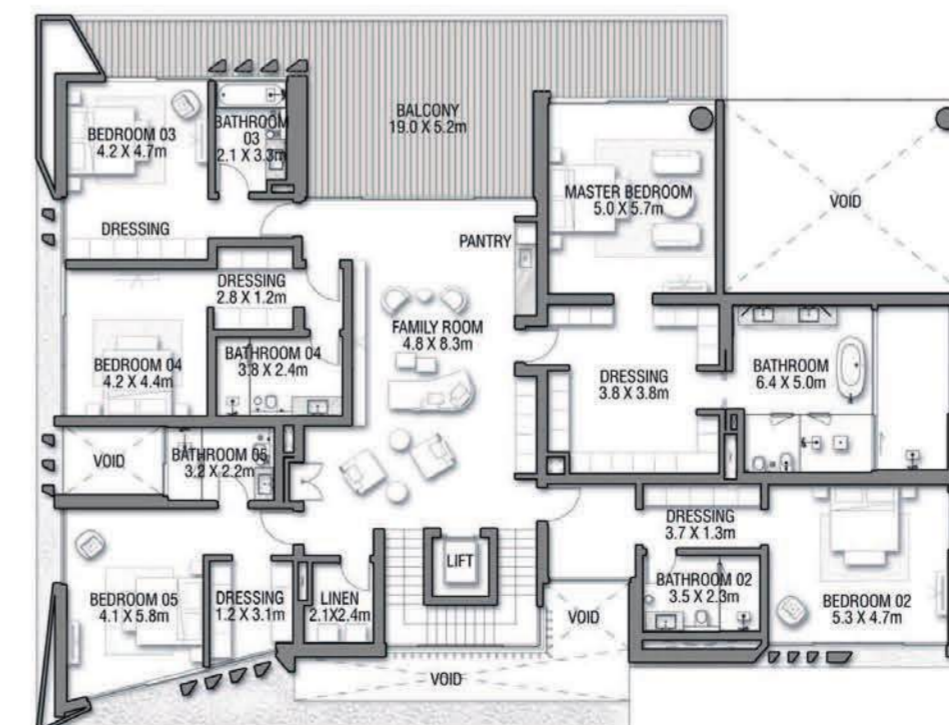 BALCONY
19.0 X 5.2m
BEDROOM 03
4.2 X 4.7m
BATHROOM
03
2.1 X 3.3m
MASTER BEDROOM
5.0 X 5.7m
VOID
DRESSING
PANTRY
DRESSING
2.8 X 1.2m
FAMILY ROOM
4.8 X 8.3m
BEDROOM 04
4.2 X 4.4m
BATHROOM 04
3.8 X 2.4m
DRESSING
3.8 X 3.8m
BATHROOM
6.4 X 5.0m
VOID
BATHROOM 05
3.2 X 2.2m
DRESSING
3.7 X 1.3m
LIFT
BEDROOM 05
4.1 X 5.8m
DRESSING
1.2 X 3.1m
LINEN
2.1X2.4m
BATHROOM 02
3.5 X 2.3m
BEDROOM 02
5.3 X 4.7m
VOID
VOID